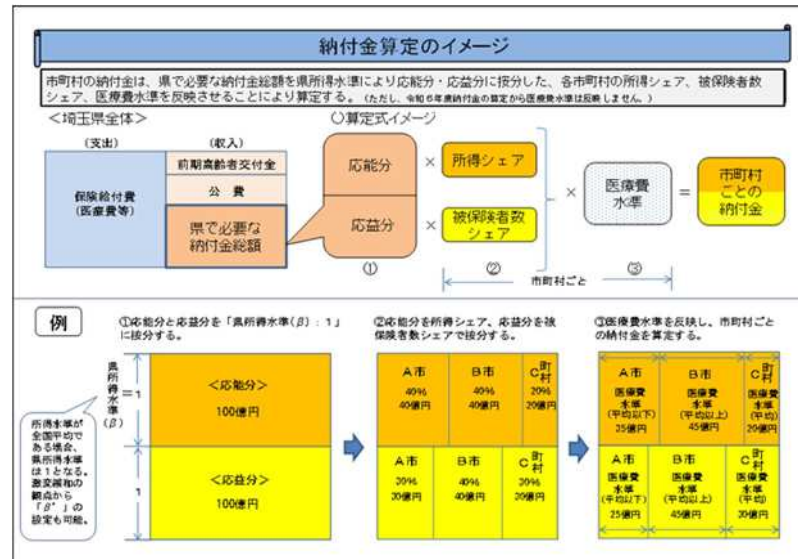 納付金算定のイメージ
市町村の納付金は、県で必要な納付金総額を県所得水準により応能分・応益分に按分した、各市町村の所得シェア、被保険者数
シェア、医療費水準を反映させることにより算定する。(ただし、令和6年度納付金の算定から医療費水準は反映しません。)
<埼玉県全体>
○算定式イメージ
(支出)
(収入)
保険給付費
(医療費等)
前期高齢者交付金
公 費
県で必要な
納付金総額
応能分
×
所得シェア
応益分
×
被保険者数
シェア
×
医療費
水準
=
市町村
ごとの
納付金
①
②
③
市町村ごと
例
①応能分と応益分を「県所得水準(β):1」
に按分する。
県所得水準(β)
=
1
1
<応能分>
100億円
<応益分>
100億円
所得水準が
全国平均で
ある場合、
県所得水準
は1となる。
激変緩和の
観点から
「β'」の
設定も可能。
②応能分を所得シェア、応益分を被
保険者数シェアで按分する。
A市
40%
40億円
B市
40%
40億円
C町村
20%
20億円
A市
30%
30億円
B市
40%
40億円
C町村
30%
30億円
③医療費水準を反映し、市町村ごと
の納付金を算定する。
A市
医療費
水準
(平均以下)
35億円
B市
医療費
水準
(平均以上)
45億円
C町村
医療費
水準
(平均)
20億円
A市
医療費
水準
(平均以下)
25億円
B市
医療費
水準
(平均以上)
45億円
C町村
医療費
水準
(平均)
30億円